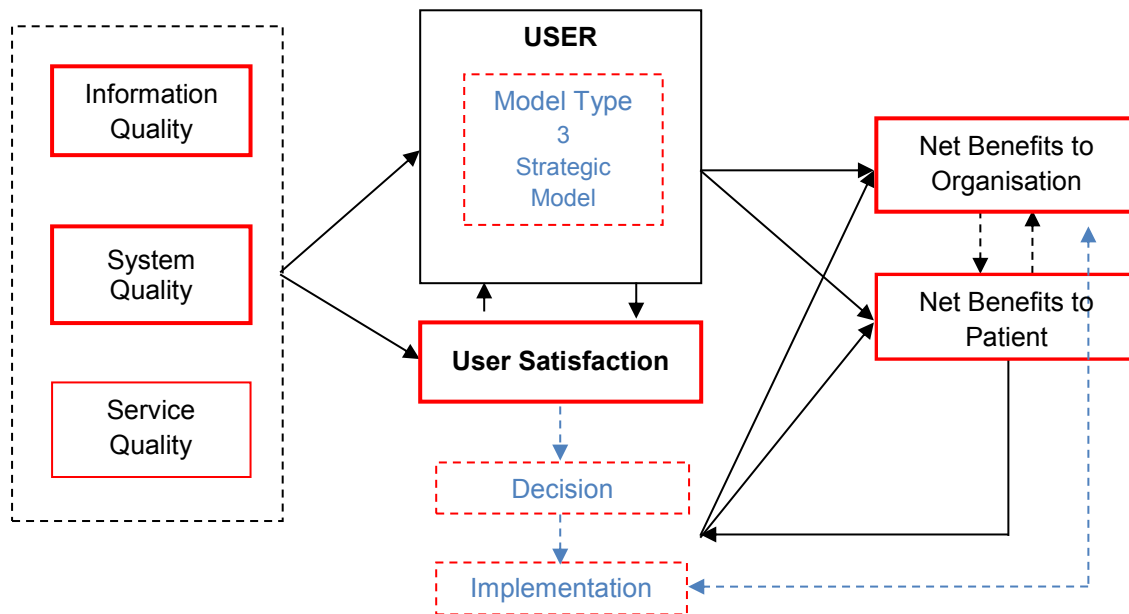 Information
Quality
System
Quality
Service
Quality
USER
Model Type
3
Strategic
Model
User Satisfaction
Decision
Implementation
Net Benefits to
Organisation
Net Benefits to
Patient